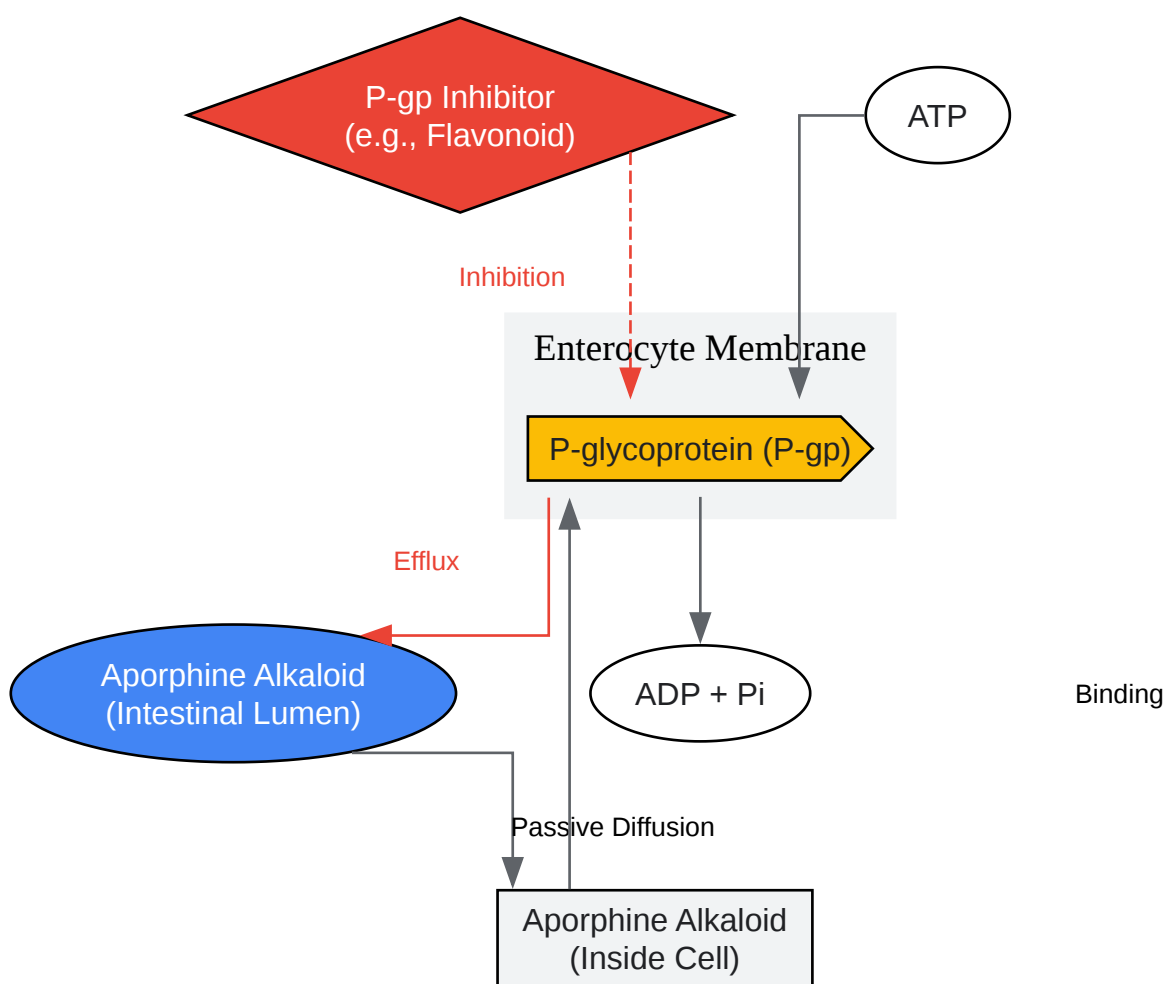 P-gp Inhibitor
(e.g., Flavonoid)
ATP
Inhibition
Enterocyte Membrane
P-glycoprotein (P-gp)
Efflux
Aporphine Alkaloid
(Intestinal Lumen)
ADP + Pi
Binding
Passive Diffusion
Aporphine Alkaloid
(Inside Cell)